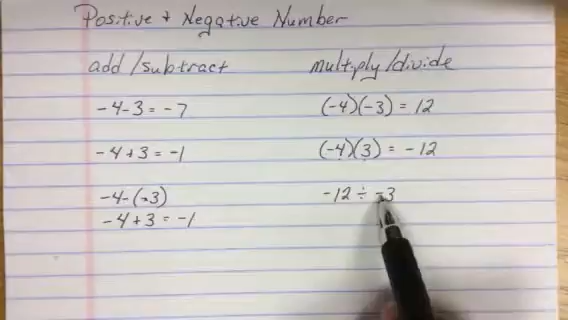 Positive + Negative Number
add/subtract
-4-3 = -7
-4+3 = -1
-4-(-3)
-4+3 = -1
multiply/divide
(-4)(-3) = 12
(-4)(3) = -12
-12 ÷ -3